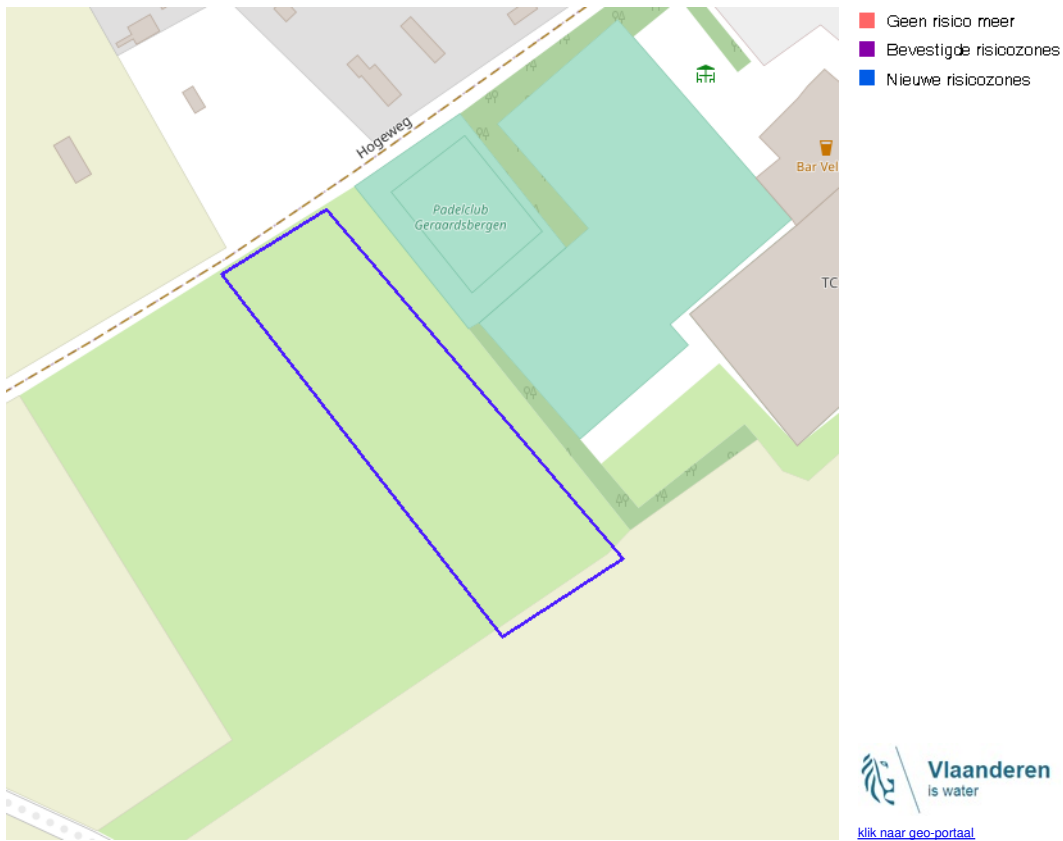 Geen risico meer
Bevestigde risicozones
Nieuwe risicozones
Hogeweg
Bar Vel
Padelclub
Geraardsbergen
TC
Vlaanderen
is water
klik naar geo-portaal